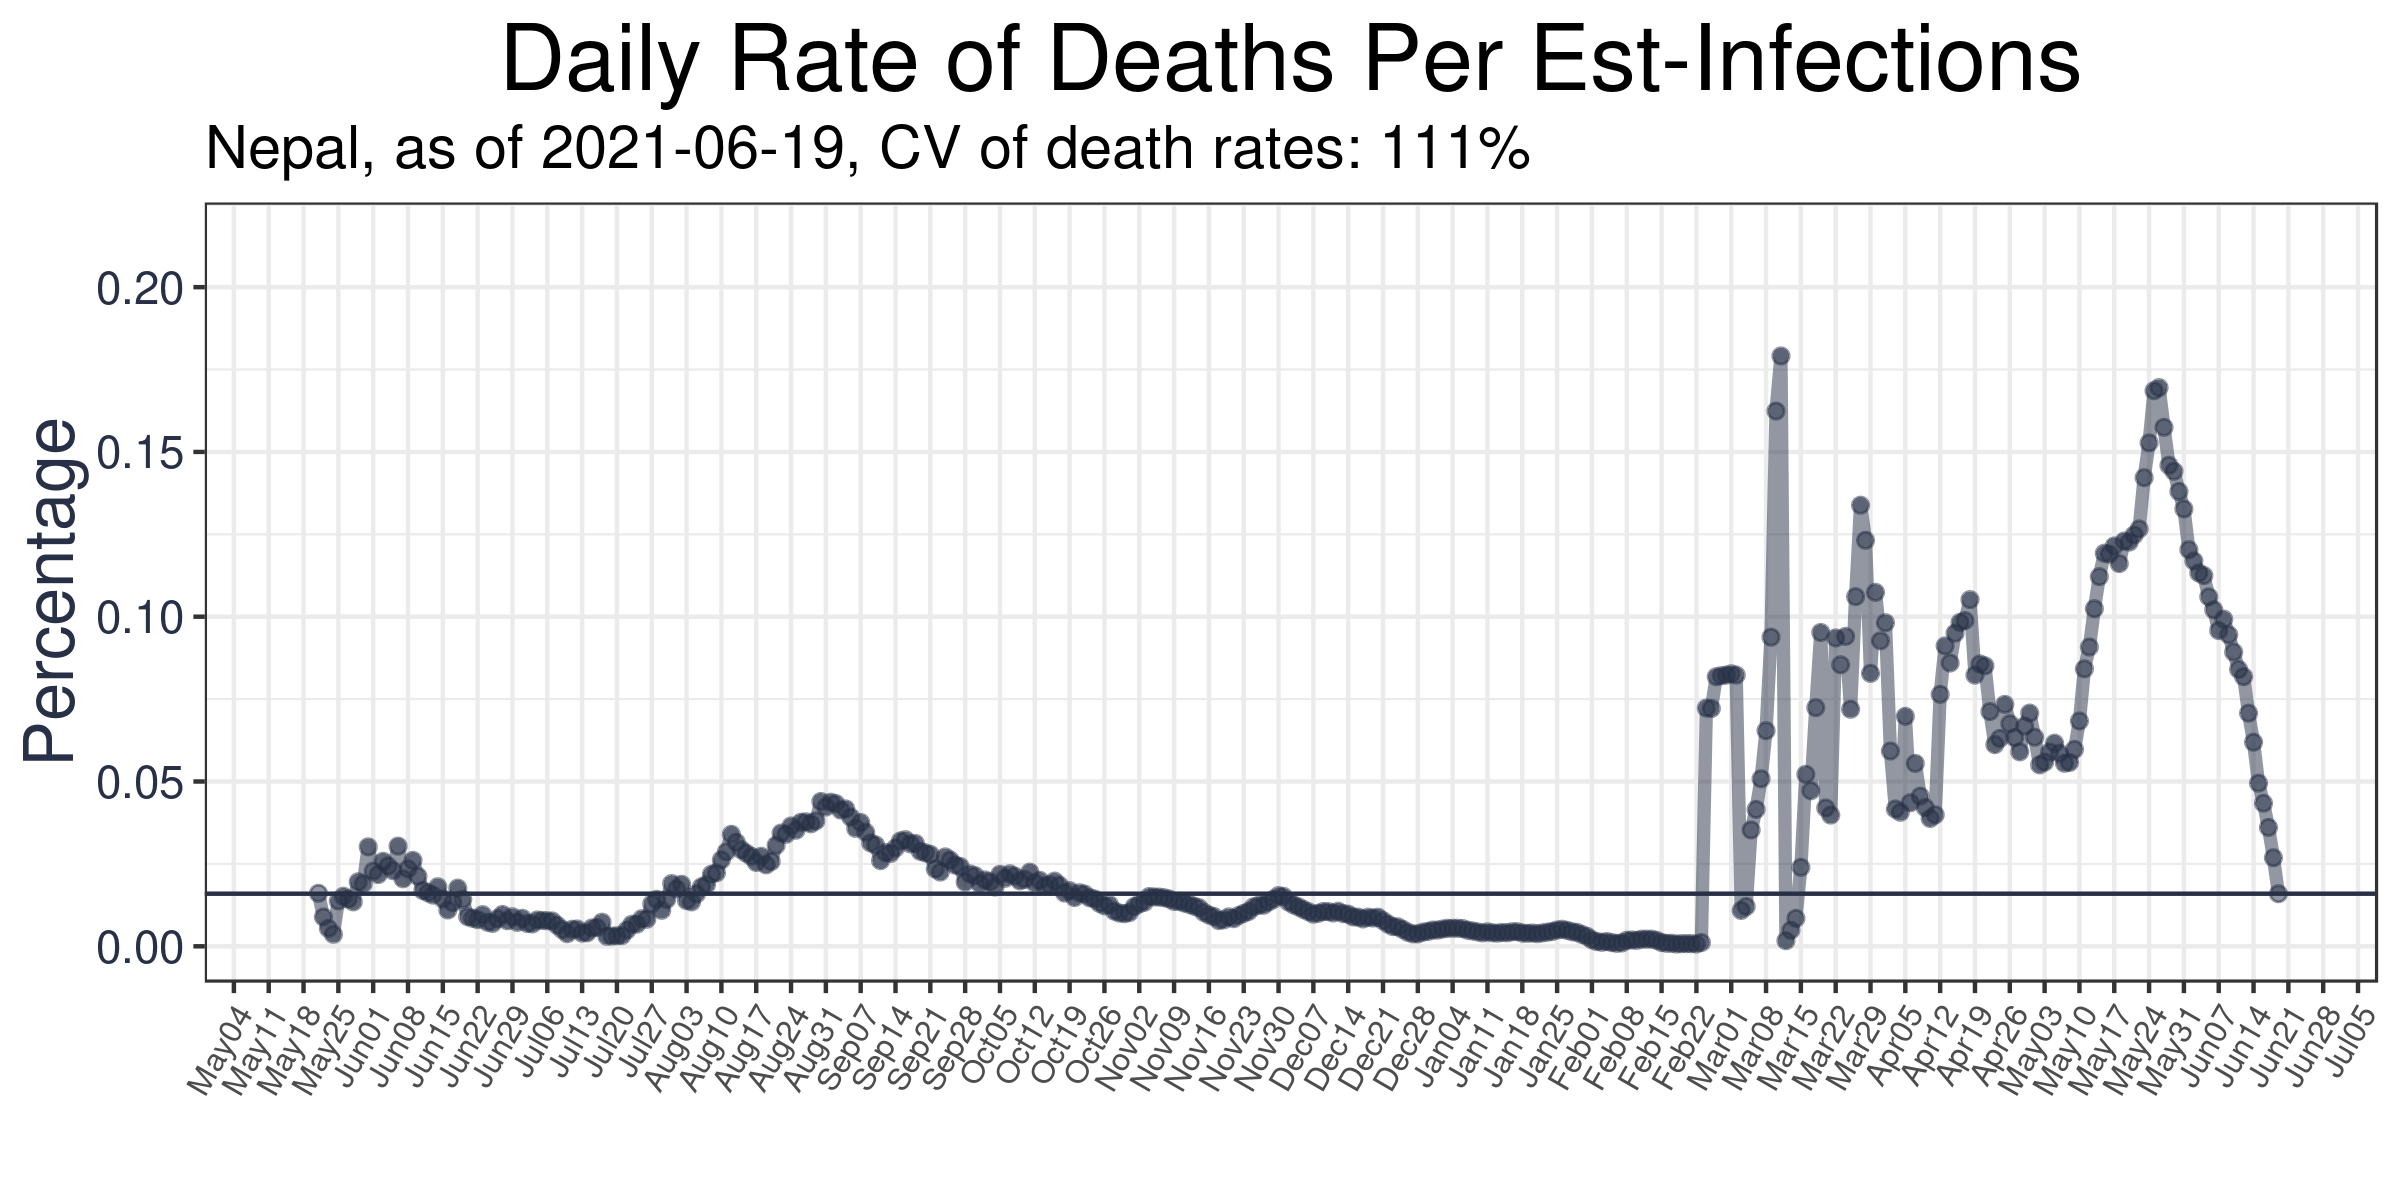 Daily Rate of Deaths Per Est-Infections
Nepal, as of 2021-06-19, CV of death rates: 111%
Percentage
0.20
0.15
0.10
0.05
0.00
May04
May11
May18
May25
Jun01
Jun08
Jun15
Jun22
Jun29
Jul06
Jul13
Jul20
Jul27
Aug03
Aug10
Aug17
Aug24
Aug31
Sep07
Sep14
Sep21
Sep28
Oct05
Oct12
Oct19
Oct26
Nov02
Nov09
Nov16
Nov23
Nov30
Dec07
Dec14
Dec21
Dec28
Jan04
Jan11
Jan18
Jan25
Feb01
Feb08
Feb15
Feb22
Mar01
Mar08
Mar15
Mar22
Mar29
Apr05
Apr12
Apr19
Apr26
May03
May10
May17
May24
May31
Jun07
Jun14
Jun21
Jun28
Jul05